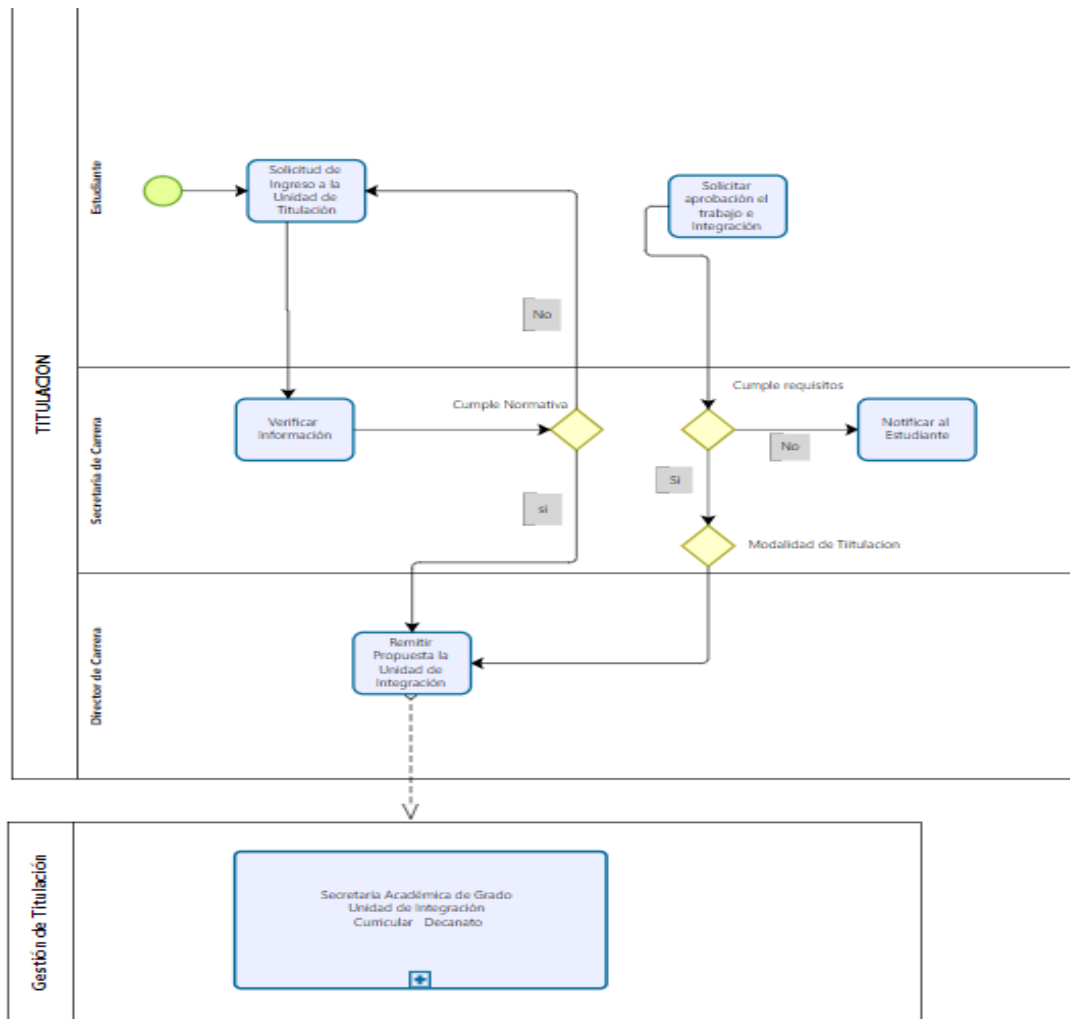 TITULACION
Estudiante
Solicitud de
Ingreso a la
Unidad de
Titulación
Solicitar
aprobación el
trabajo e
Integración
No
Secretaría de Carrera
Verificar
Información
Cumple Normativa
Cumple requisitos
Notificar al
Estudiante
No
Si
si
Modalidad de Tiitulacion
Director de Carrera
Remitir
Propuesta la
Unidad de
Integración
Gestión de Titulación
Secretaría Académica de Grado
Unidad de Integración
Curricular Decanato